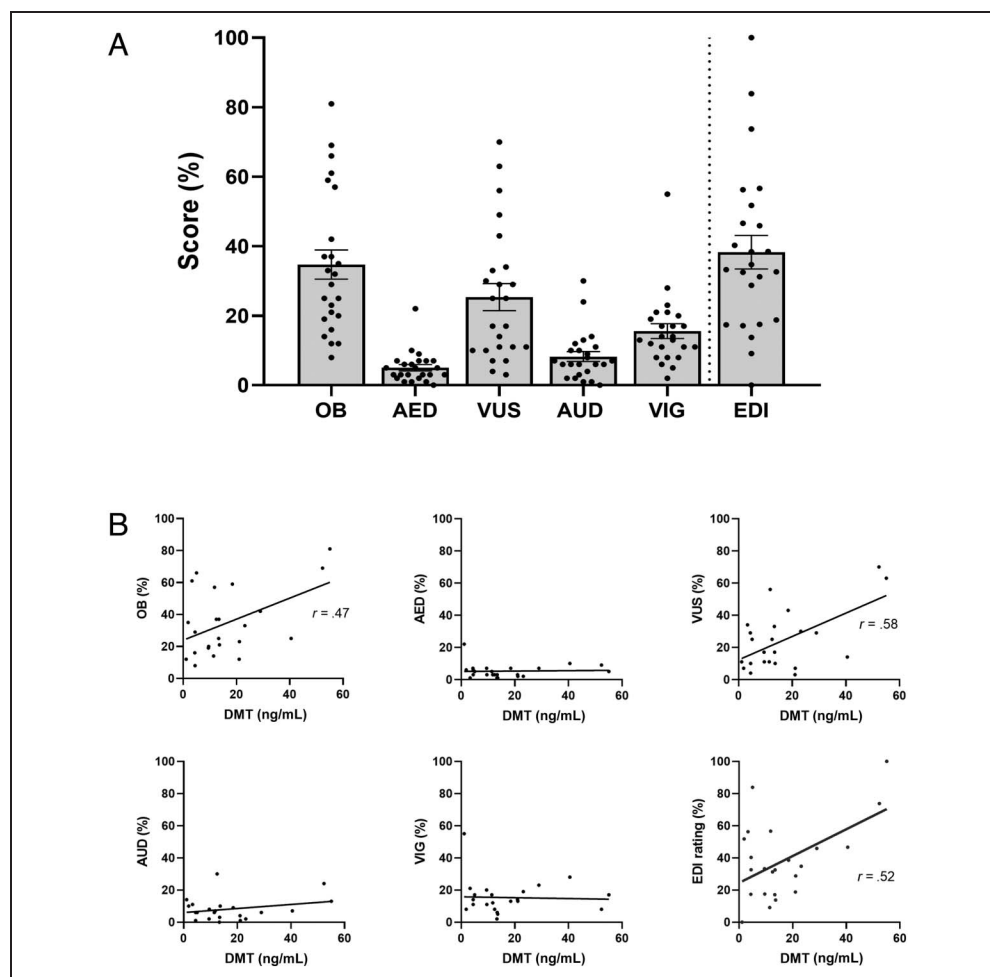 A
Score (%)
100
80
60
40
20
0
OB AED VUS AUD VIG EDI
B
OB (%)
100
80
60
40
20
0
r = .47
0 20 40 60
DMT (ng/mL)
AED (%)
100
80
60
40
20
0
0 20 40 60
DMT (ng/mL)
VUS (%)
100
80
60
40
20
0
r = .58
0 20 40 60
DMT (ng/mL)
AUD (%)
100
80
60
40
20
0
0 20 40 60
DMT (ng/mL)
VIG (%)
100
80
60
40
20
0
0 20 40 60
DMT (ng/mL)
EDI rating (%)
100
80
60
40
20
0
r = .52
0 20 40 60
DMT (ng/mL)